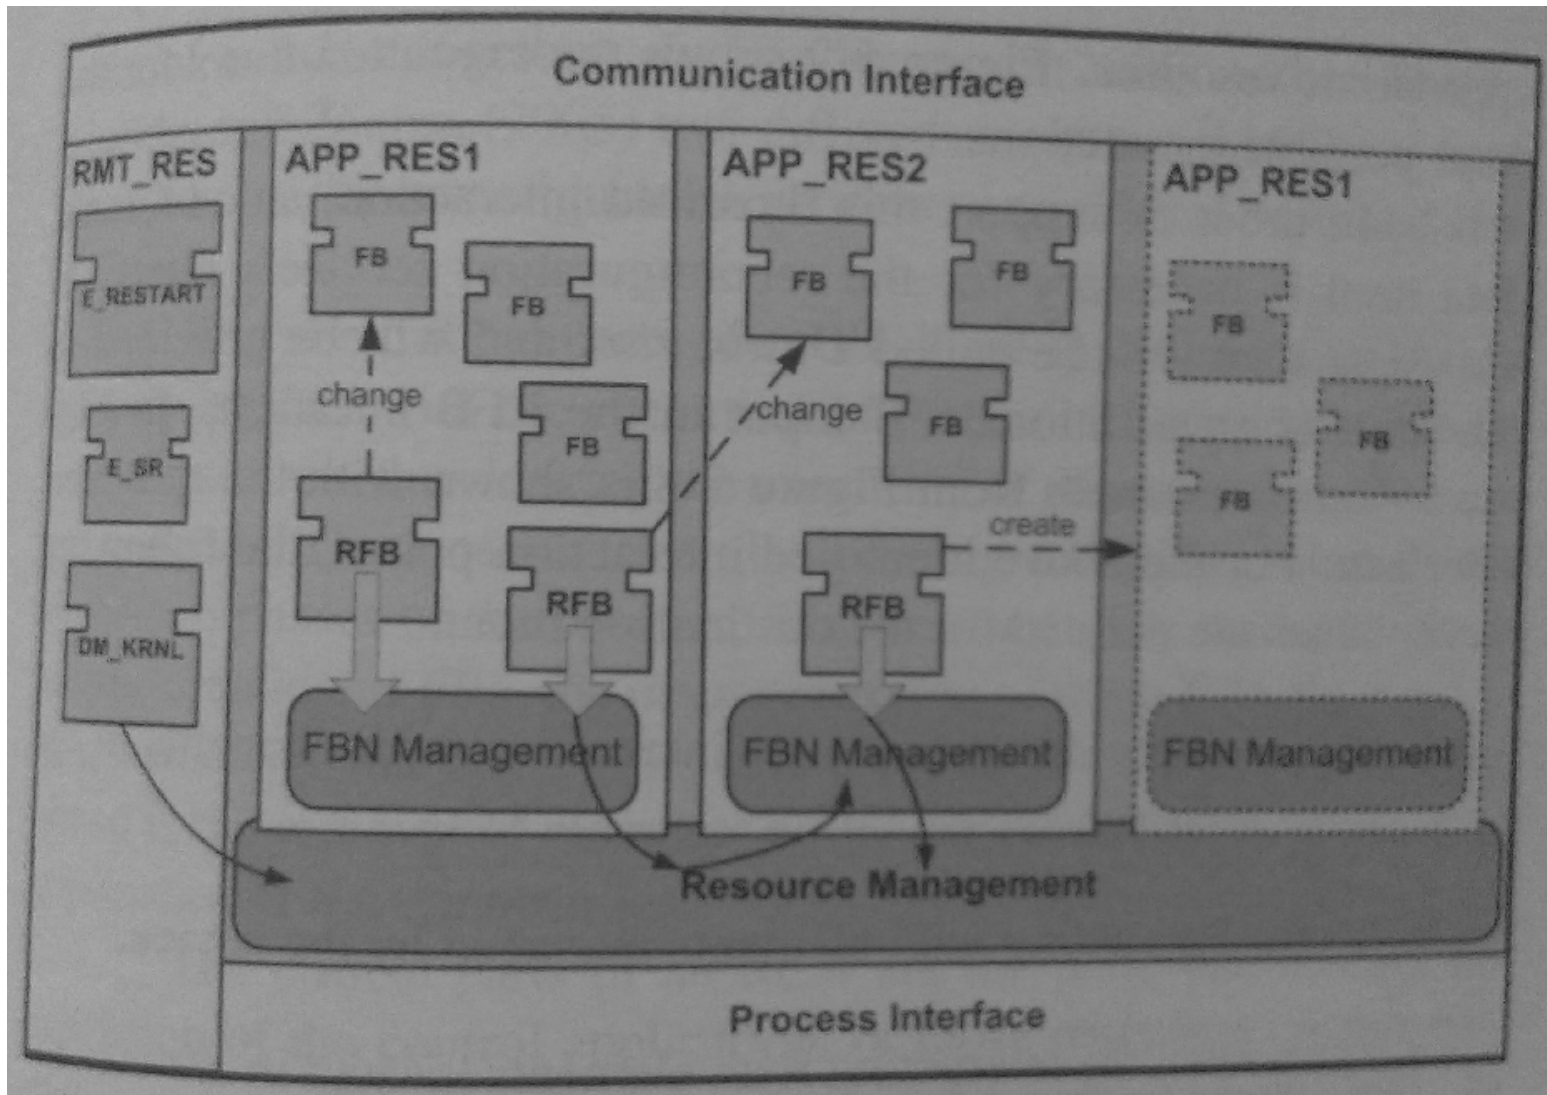 Communication Interface
RMT_RES
E_RESTART
E_SR
DM_KRNL
APP_RES1
FB
FB
change
FB
RFB
RFB
FBN Management
APP_RES2
FB
FB
change
FB
create
RFB
FBN Management
APP_RES1
FB
FB
FB
FBN Management
Resource Management
Process Interface